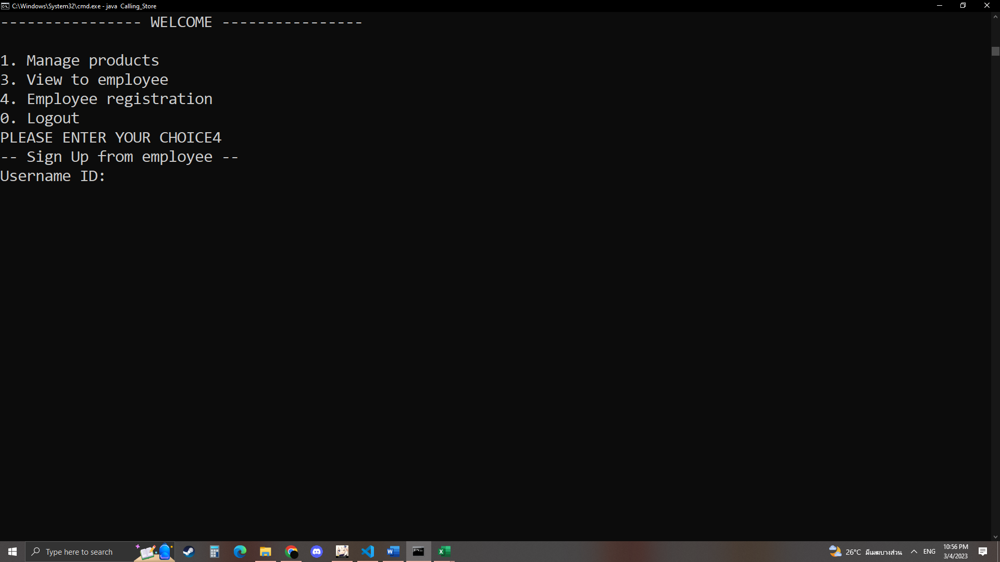 C:\Windows\System32\cmd.exe - java  Calling_Store
---------------- WELCOME ----------------
1. Manage products
3. View to employee
4. Employee registration
0. Logout
PLEASE ENTER YOUR CHOICE4
-- Sign Up from employee --
Username ID:
Type here to search
26°C มีเมฆบางส่วน
ENG
10:56 PM
3/4/2023